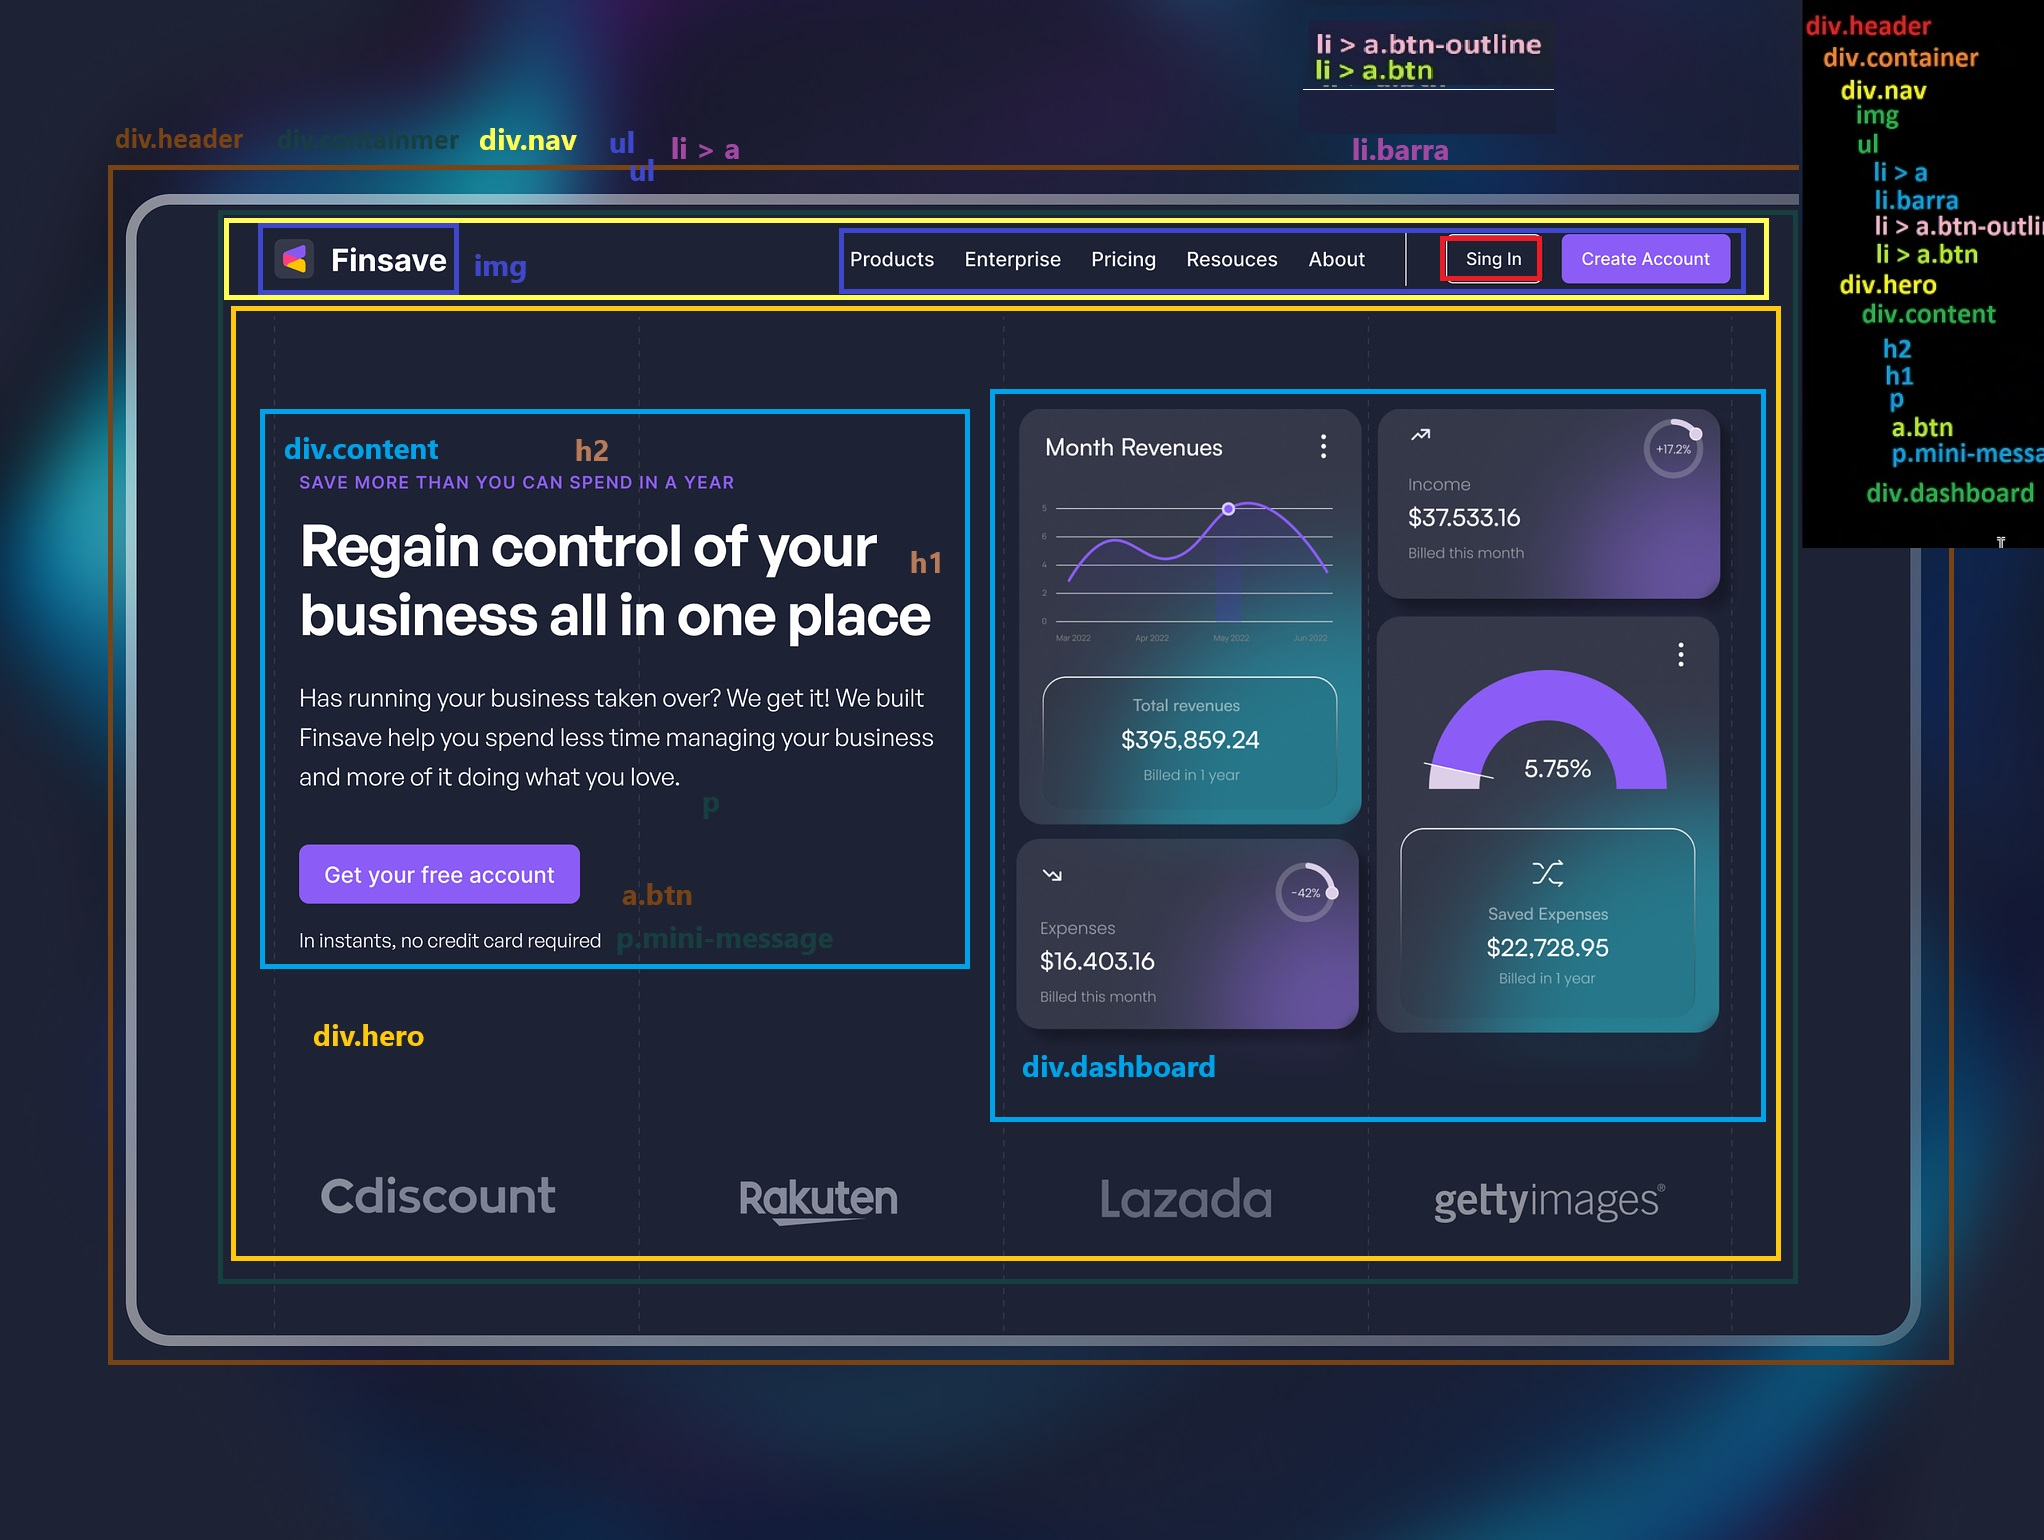 li > a.btn-outline
li > a.btn
div.header
div.containmer
div.nav
ul
ul
li > a
li.barra
Finsave
img
Products
Enterprise
Pricing
Resouces
About
Sing In
Create Account
div.content
h2
SAVE MORE THAN YOU CAN SPEND IN A YEAR
Regain control of your
h1
business all in one place
Has running your business taken over? We get it! We built
Finsave help you spend less time managing your business
and more of it doing what you love.
p
Get your free account
a.btn
In instants, no credit card required
p.mini-message
div.hero
Month Revenues
5
6
4
2
0
Mar 2022
Apr 2022
May 2022
Jun 2022
Total revenues
$395,859.24
Billed in 1 year
+17.2%
Income
$37.533.16
Billed this month
-42%
Expenses
$16.403.16
Billed this month
5.75%
Saved Expenses
$22,728.95
Billed in 1 year
div.dashboard
Cdiscount
Rakuten
Lazada
gettyimages®
div.header
div.container
div.nav
img
ul
li > a
li.barra
li > a.btn-outli
li > a.btn
div.hero
div.content
h2
h1
p
a.btn
p.mini-messa
div.dashboard